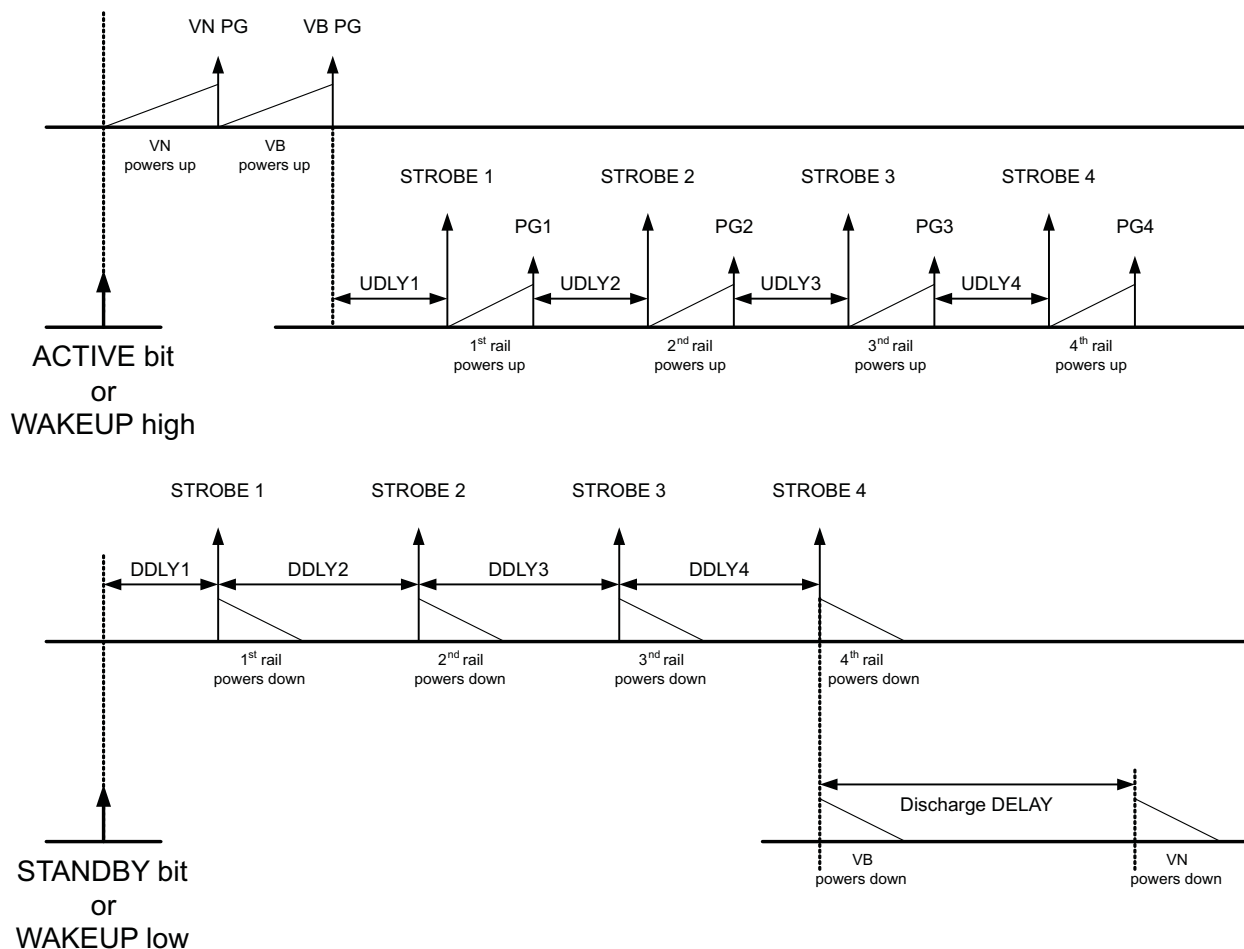 VN PG
VB PG
VN
powers up
VB
powers up
STROBE 1
STROBE 2
STROBE 3
STROBE 4
PG1
PG2
PG3
PG4
UDLY1
UDLY2
UDLY3
UDLY4
1st rail
powers up
2nd rail
powers up
3nd rail
powers up
4th rail
powers up
ACTIVE bit
or
WAKEUP high
STROBE 1
STROBE 2
STROBE 3
STROBE 4
DDLY1
DDLY2
DDLY3
DDLY4
1st rail
powers down
2nd rail
powers down
3nd rail
powers down
4th rail
powers down
Discharge DELAY
VB
powers down
VN
powers down
STANDBY bit
or
WAKEUP low